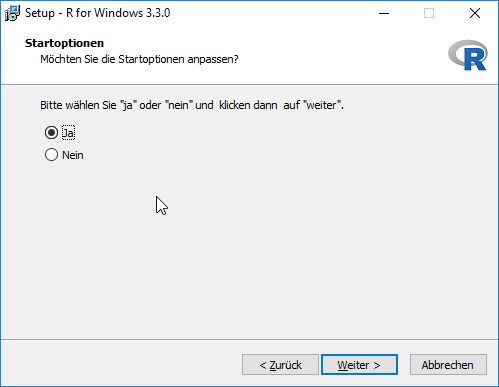 Setup - R for Windows 3.3.0
Startoptionen
Möchten Sie die Startoptionen anpassen?
R
Bitte wählen Sie "ja" oder "nein" und klicken dann auf "weiter".
Ja
Nein
< Zurück
Weiter >
Abbrechen